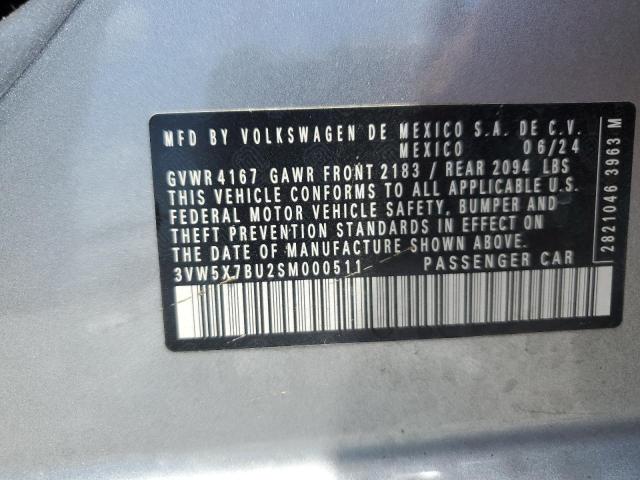 MFD BY VOLKSWAGEN DE MEXICO S.A. DE C.V.
MEXICO 06/24
GVWR 4167 GAWR FRONT 2183 / REAR 2094 LBS
THIS VEHICLE CONFORMS TO ALL APPLICABLE U.S.
FEDERAL MOTOR VEHICLE SAFETY, BUMPER AND
THEFT PREVENTION STANDARDS IN EFFECT ON
THE DATE OF MANUFACTURE SHOWN ABOVE.
3VW5X7BU2SM000511 PASSENGER CAR
2821046 3963 M